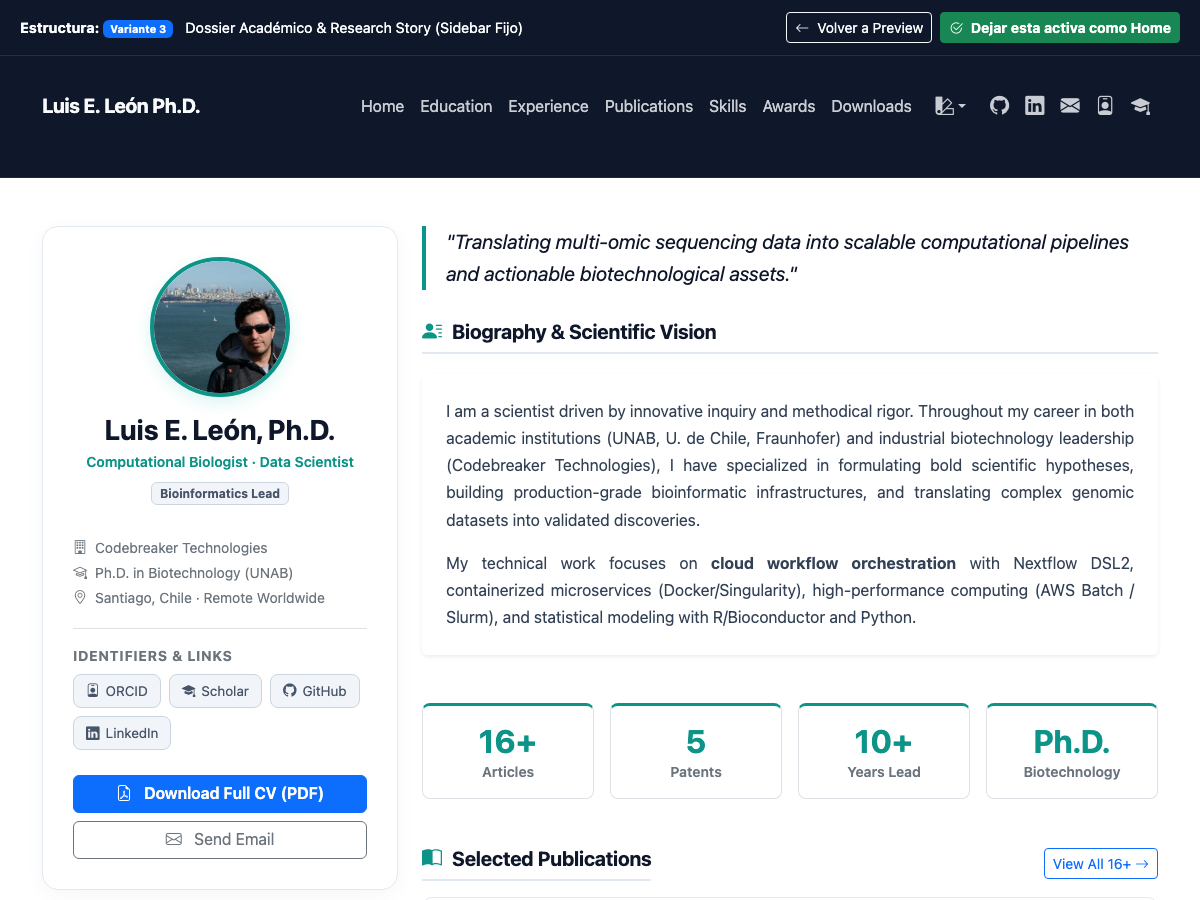 Estructura: Variante 3 Dossier Académico & Research Story (Sidebar Fijo)
← Volver a Preview
Dejar esta activa como Home
Luis E. León Ph.D.
Home Education Experience Publications Skills Awards Downloads
Luis E. León, Ph.D.
Computational Biologist · Data Scientist
Bioinformatics Lead
Codebreaker Technologies
Ph.D. in Biotechnology (UNAB)
Santiago, Chile · Remote Worldwide
IDENTIFIERS & LINKS
ORCID
Scholar
GitHub
LinkedIn
Download Full CV (PDF)
Send Email
"Translating multi-omic sequencing data into scalable computational pipelines
and actionable biotechnological assets."
Biography & Scientific Vision
I am a scientist driven by innovative inquiry and methodical rigor. Throughout my career in both
academic institutions (UNAB, U. de Chile, Fraunhofer) and industrial biotechnology leadership
(Codebreaker Technologies), I have specialized in formulating bold scientific hypotheses,
building production-grade bioinformatic infrastructures, and translating complex genomic
datasets into validated discoveries.
My technical work focuses on cloud workflow orchestration with Nextflow DSL2,
containerized microservices (Docker/Singularity), high-performance computing (AWS Batch /
Slurm), and statistical modeling with R/Bioconductor and Python.
16+
Articles
5
Patents
10+
Years Lead
Ph.D.
Biotechnology
Selected Publications
View All 16+ →